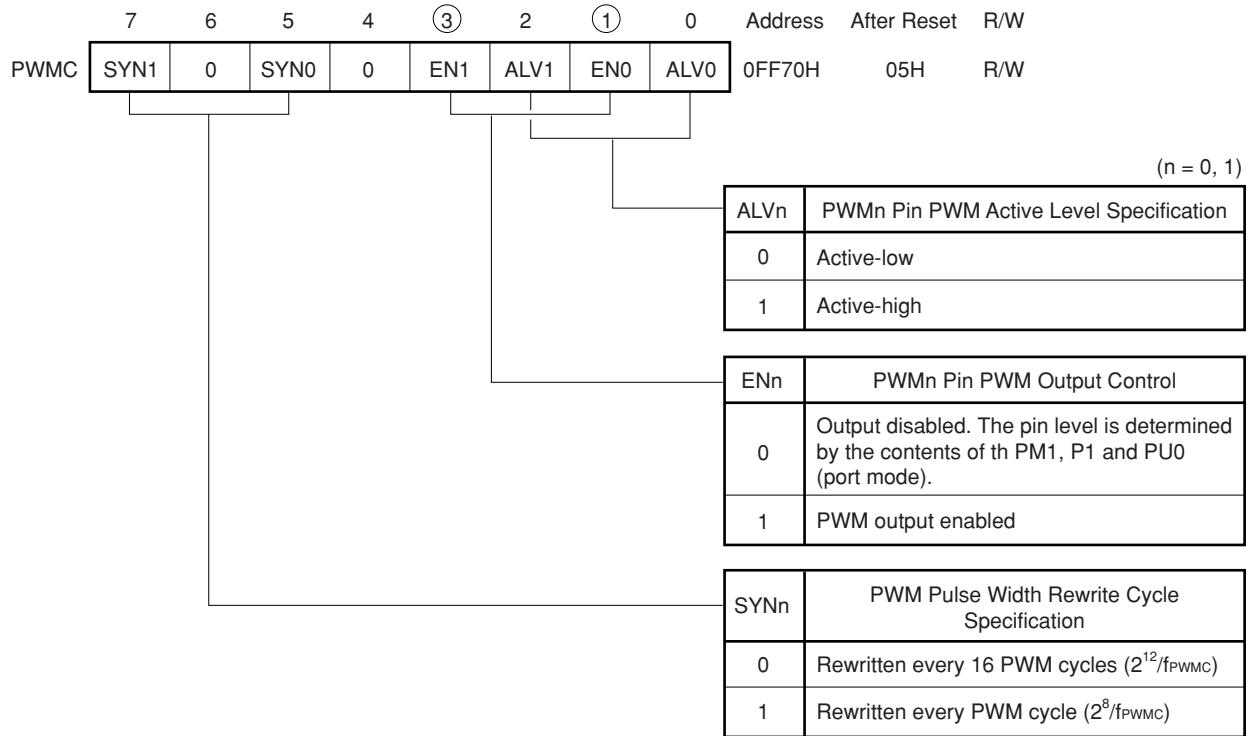 7 6 5 4 3 2 1 0 Address After Reset R/W
PWMC SYN1 0 SYN0 0 EN1 ALV1 EN0 ALV0 0FF70H 05H R/W
(n = 0, 1)
ALVn PWMn Pin PWM Active Level Specification
0 Active-low
1 Active-high
ENn PWMn Pin PWM Output Control
0 Output disabled. The pin level is determined
by the contents of th PM1, P1 and PU0
(port mode).
1 PWM output enabled
SYNn PWM Pulse Width Rewrite Cycle
Specification
0 Rewritten every 16 PWM cycles (2¹²/fPWMC)
1 Rewritten every PWM cycle (2⁸/fPWMC)